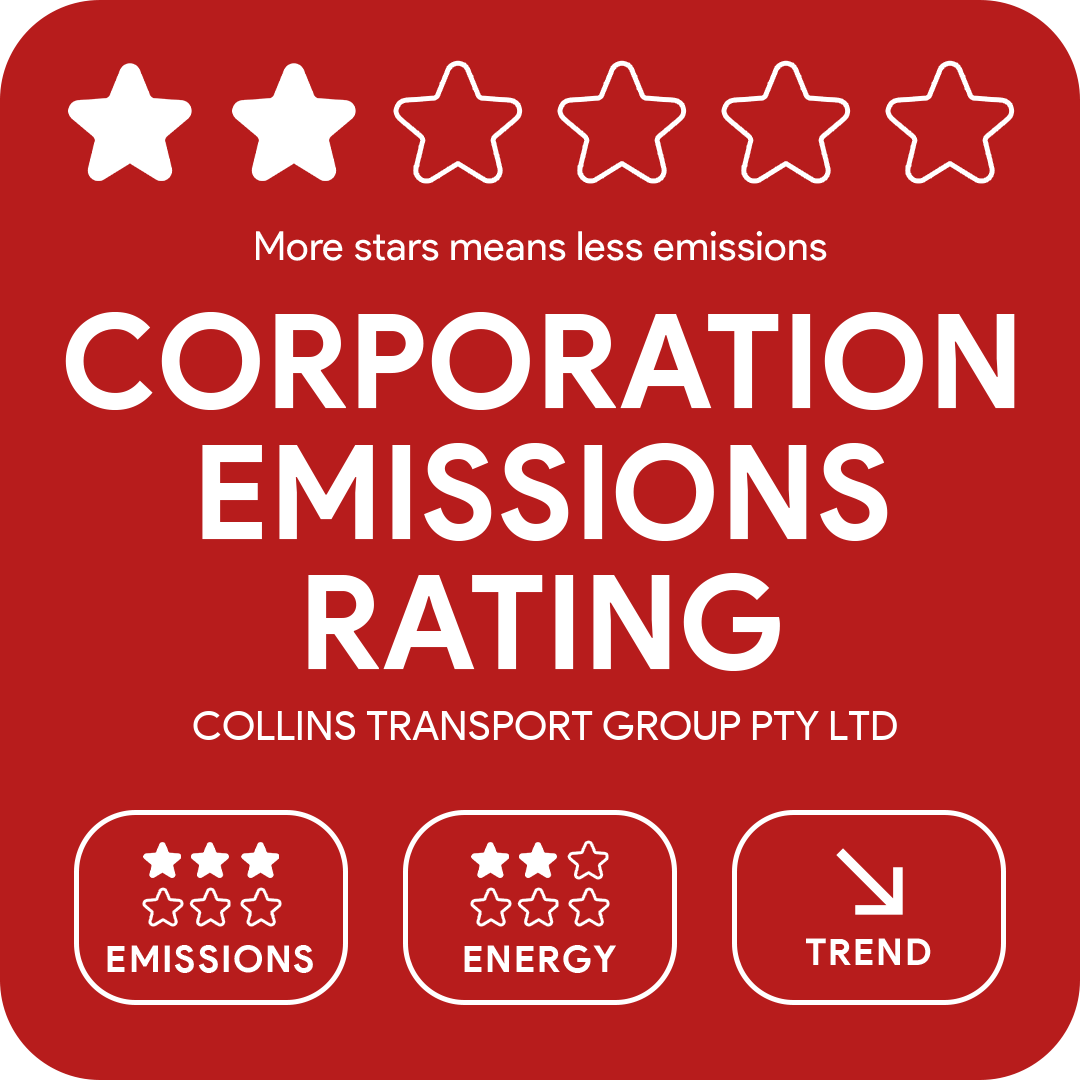 More stars means less emissions
CORPORATION
EMISSIONS
RATING
COLLINS TRANSPORT GROUP PTY LTD
EMISSIONS
ENERGY
TREND